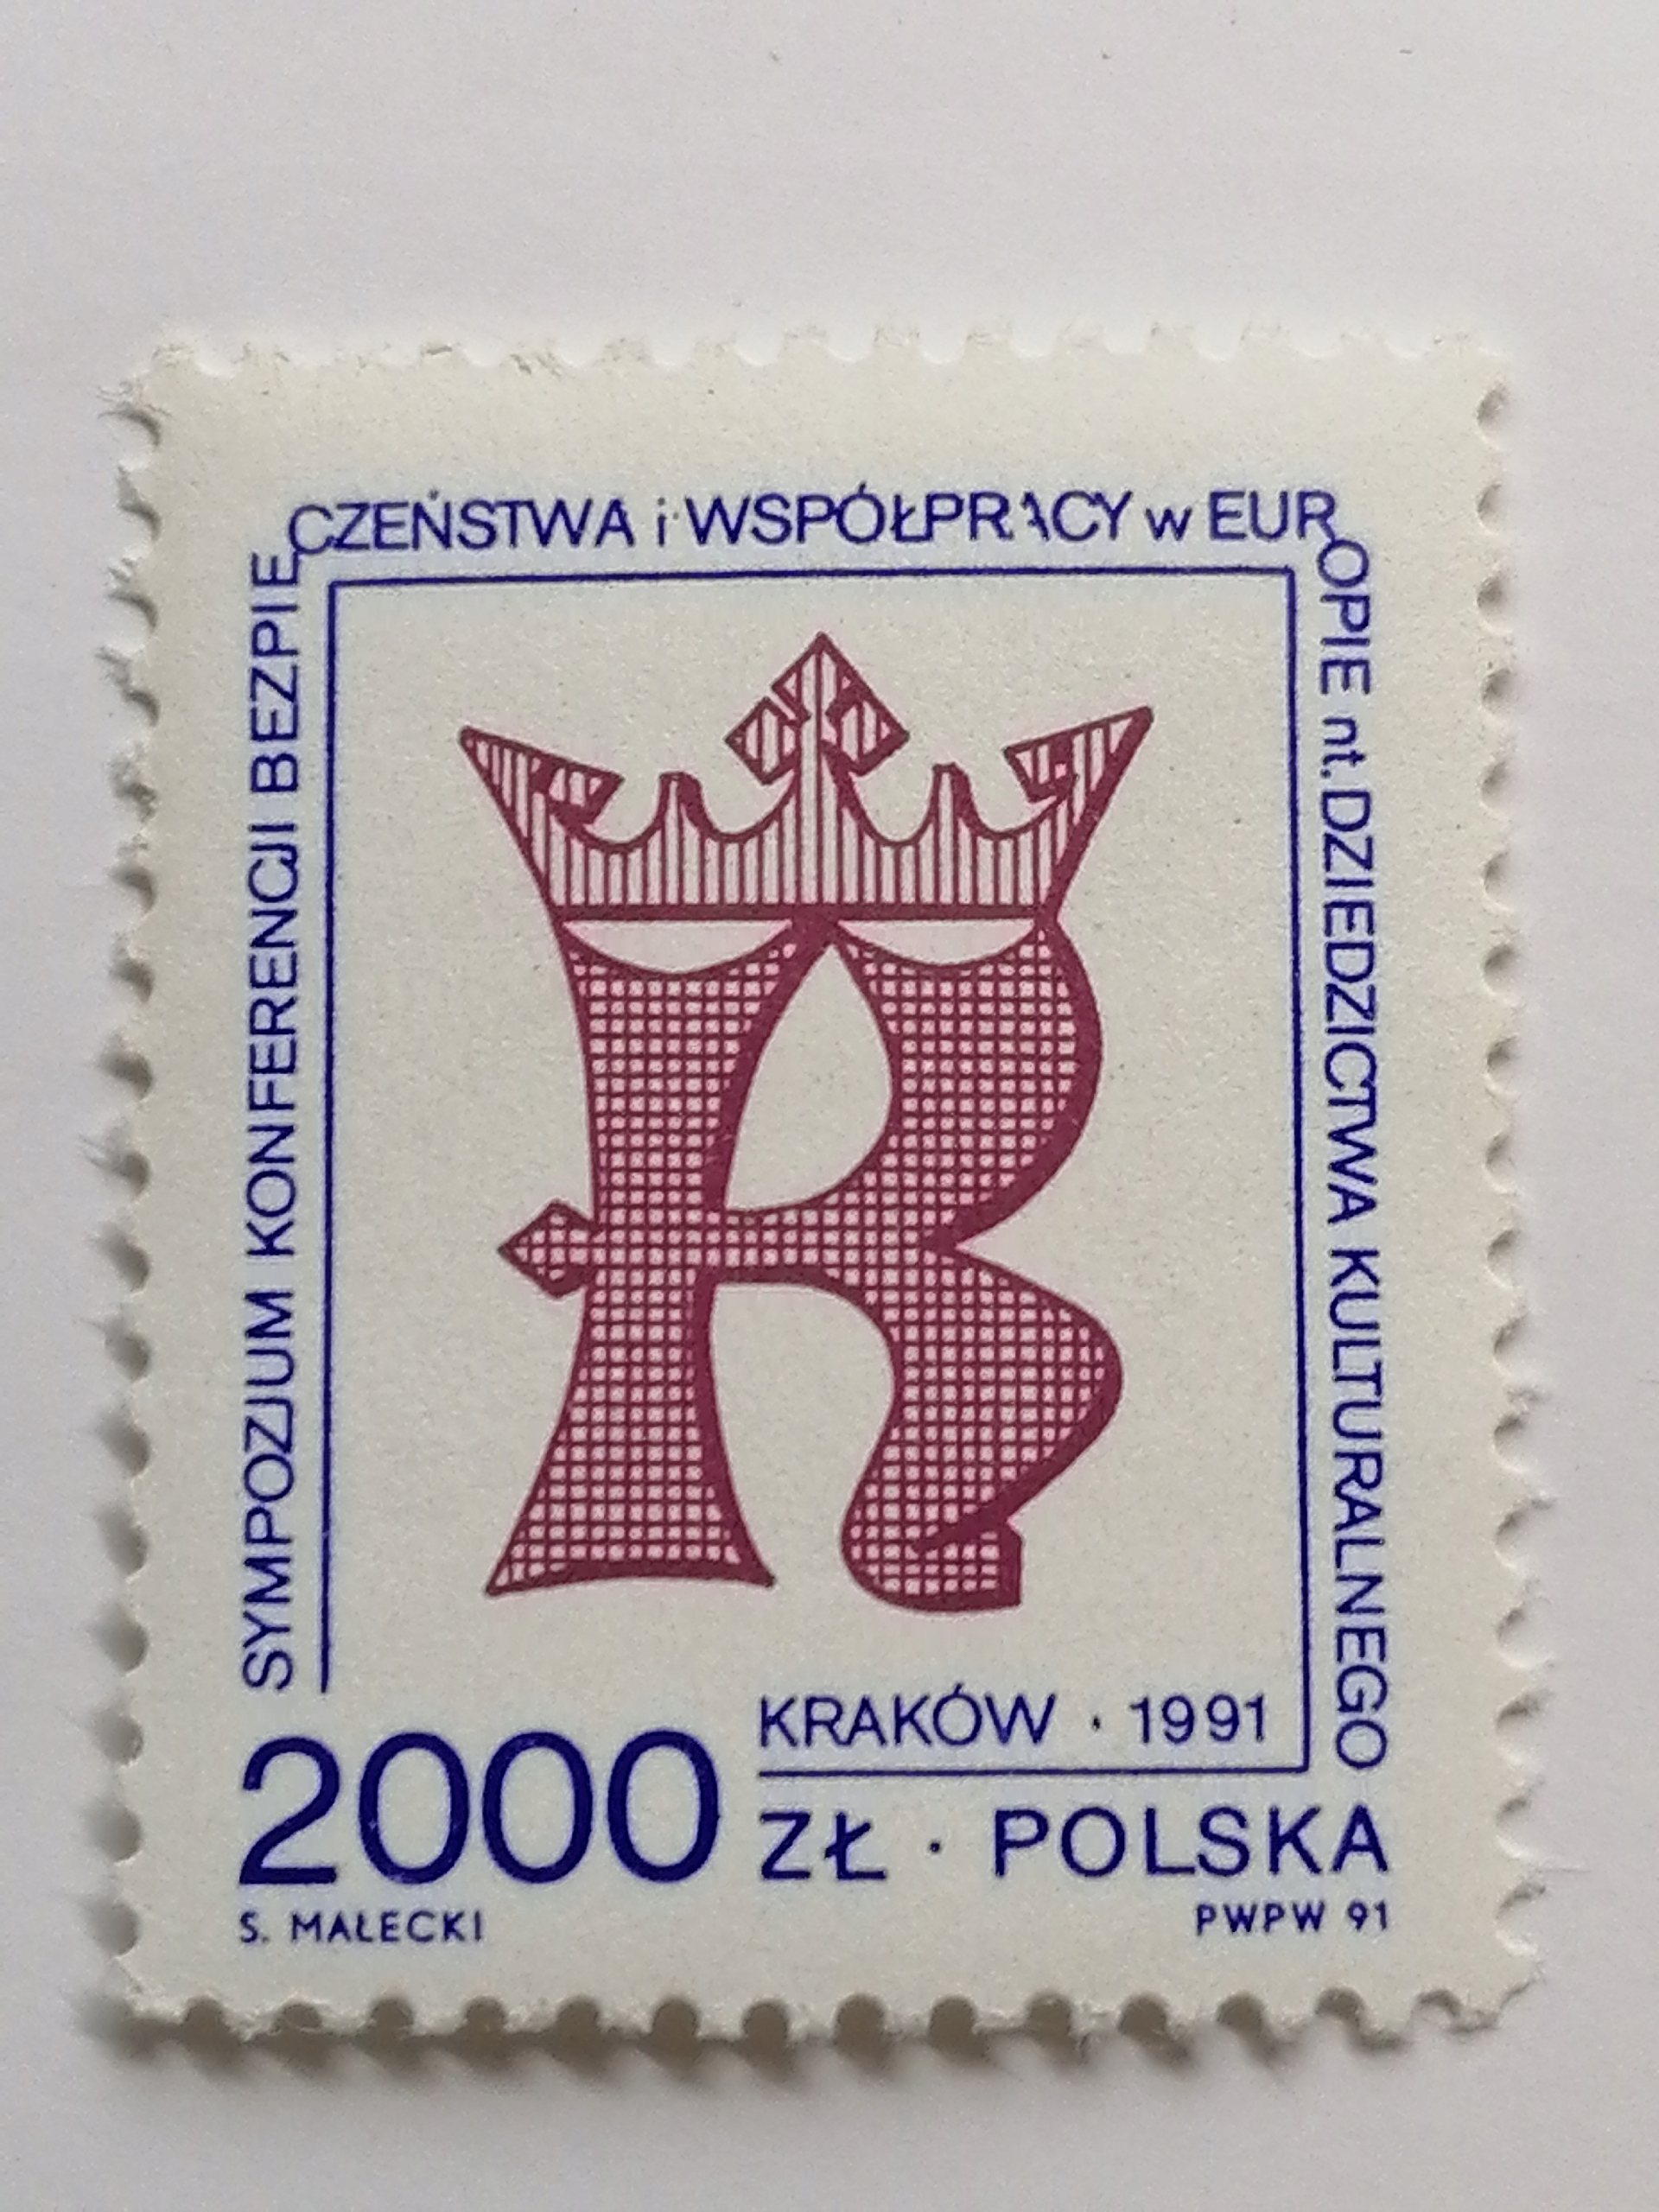 SYMPOZJUM KONFERENCJI BEZPIECZEŃSTWA i WSPÓŁPRACY w EUROPIE nt. DZIEDZICTWA KULTURALNEGO
R
KRAKÓW · 1991
2000 ZŁ · POLSKA
S. MAŁECKI PWPW 91